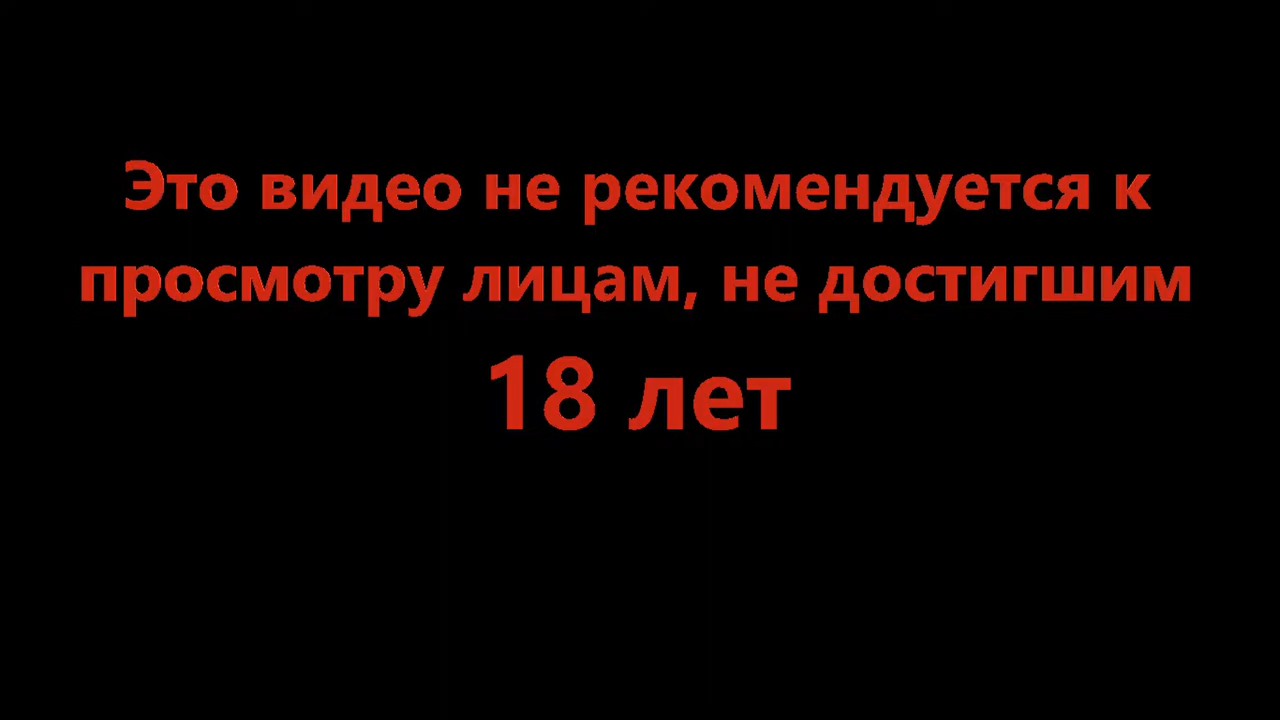 Это видео не рекомендуется к
просмотру лицам, не достигшим
18 лет